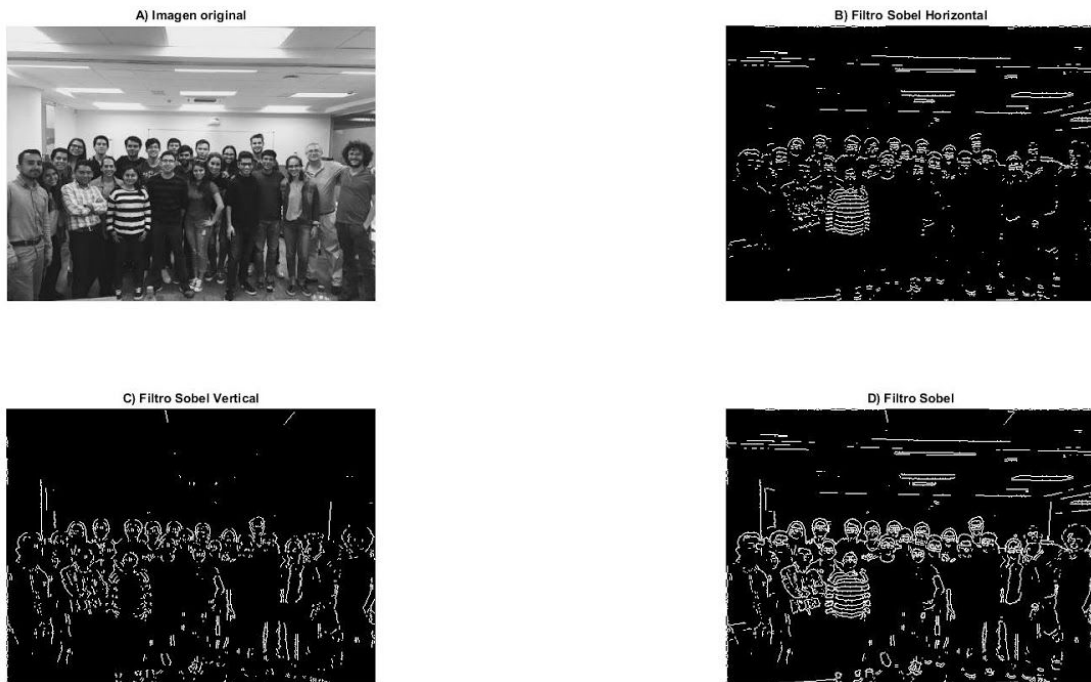 A) Imagen original
B) Filtro Sobel Horizontal
C) Filtro Sobel Vertical
D) Filtro Sobel